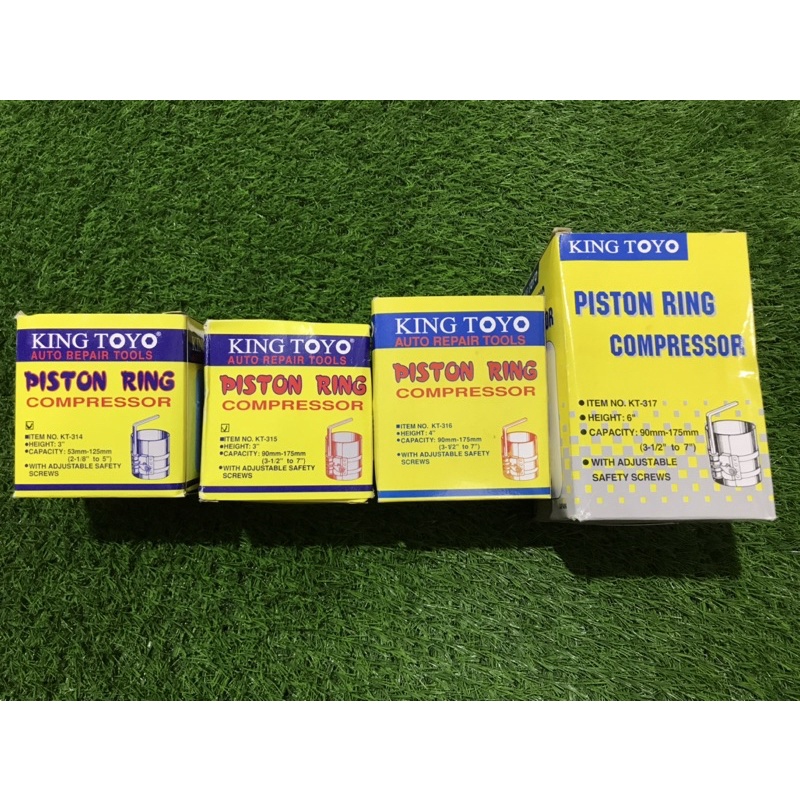 KING TOYO®
AUTO REPAIR TOOLS
PISTON RING
COMPRESSOR
ITEM NO. KT-314
HEIGHT: 3"
CAPACITY: 53mm-125mm
(2-1/8" to 5")
WITH ADJUSTABLE SAFETY
SCREWS
KING TOYO®
AUTO REPAIR TOOLS
PISTON RING
COMPRESSOR
ITEM NO. KT-315
HEIGHT: 3"
CAPACITY: 90mm-175mm
(3-1/2" to 7")
WITH ADJUSTABLE SAFETY
SCREWS
KING TOYO
AUTO REPAIR TOOLS
PISTON RING
COMPRESSOR
ITEM NO. KT-316
HEIGHT: 4"
CAPACITY: 90mm-175mm
(3-1/2" to 7")
WITH ADJUSTABLE SAFETY
SCREWS
KING TOYO
PISTON RING
COMPRESSOR
ITEM NO. KT-317
HEIGHT: 6"
CAPACITY: 90mm-175mm
(3-1/2" to 7")
WITH ADJUSTABLE
SAFETY SCREWS